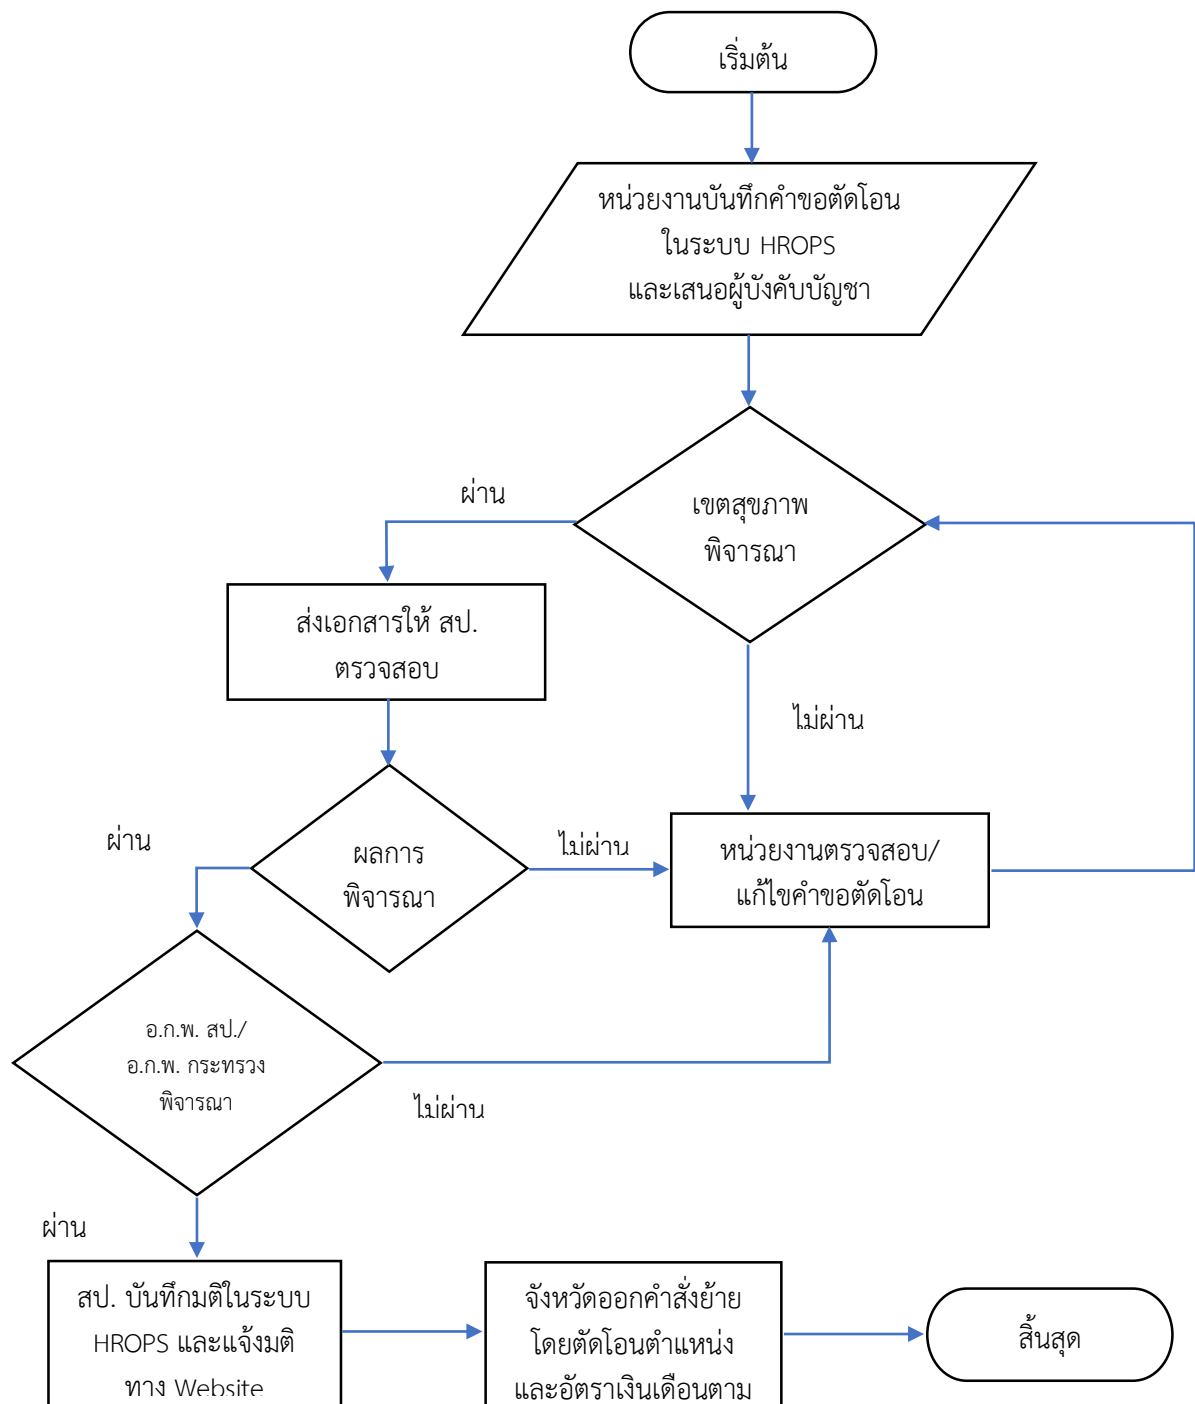 เริ่มต้น
หน่วยงานบันทึกคำขอตัดโอน
ในระบบ HROPS
และเสนอผู้บังคับบัญชา
ผ่าน
เขตสุขภาพ
พิจารณา
ส่งเอกสารให้ สป.
ตรวจสอบ
ไม่ผ่าน
ผ่าน
ผลการ
พิจารณา
ไม่ผ่าน
หน่วยงานตรวจสอบ/
แก้ไขคำขอตัดโอน
อ.ก.พ. สป./
อ.ก.พ. กระทรวง
พิจารณา
ไม่ผ่าน
ผ่าน
สป. บันทึกมติในระบบ
HROPS และแจ้งมติ
ทาง Website
จังหวัดออกคำสั่งย้าย
โดยตัดโอนตำแหน่ง
และอัตราเงินเดือนตาม
สิ้นสุด